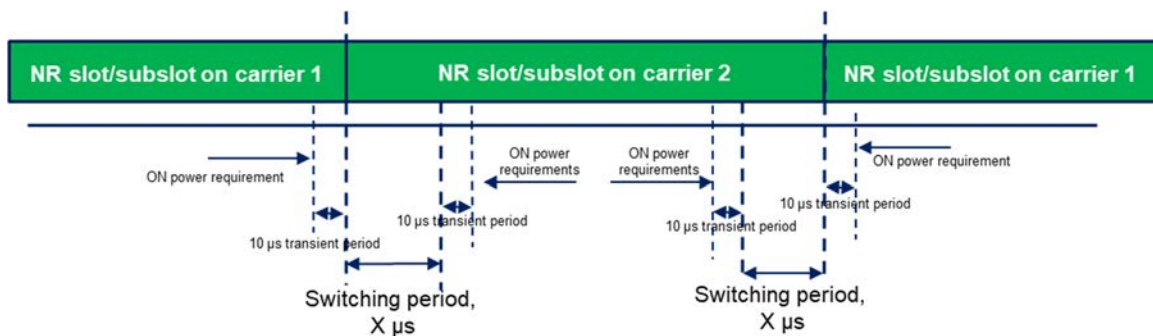 NR slot/subslot on carrier 1
NR slot/subslot on carrier 2
NR slot/subslot on carrier 1
ON power requirement
ON power
requirements
ON power
requirements
ON power requirement
10 µs transient period
10 µs transient period
10 µs transient period
10 µs transient period
Switching period,
X µs
Switching period,
X µs